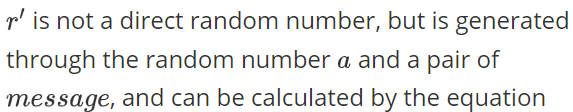 r′ is not a direct random number, but is generated
through the random number a and a pair of
message, and can be calculated by the equation